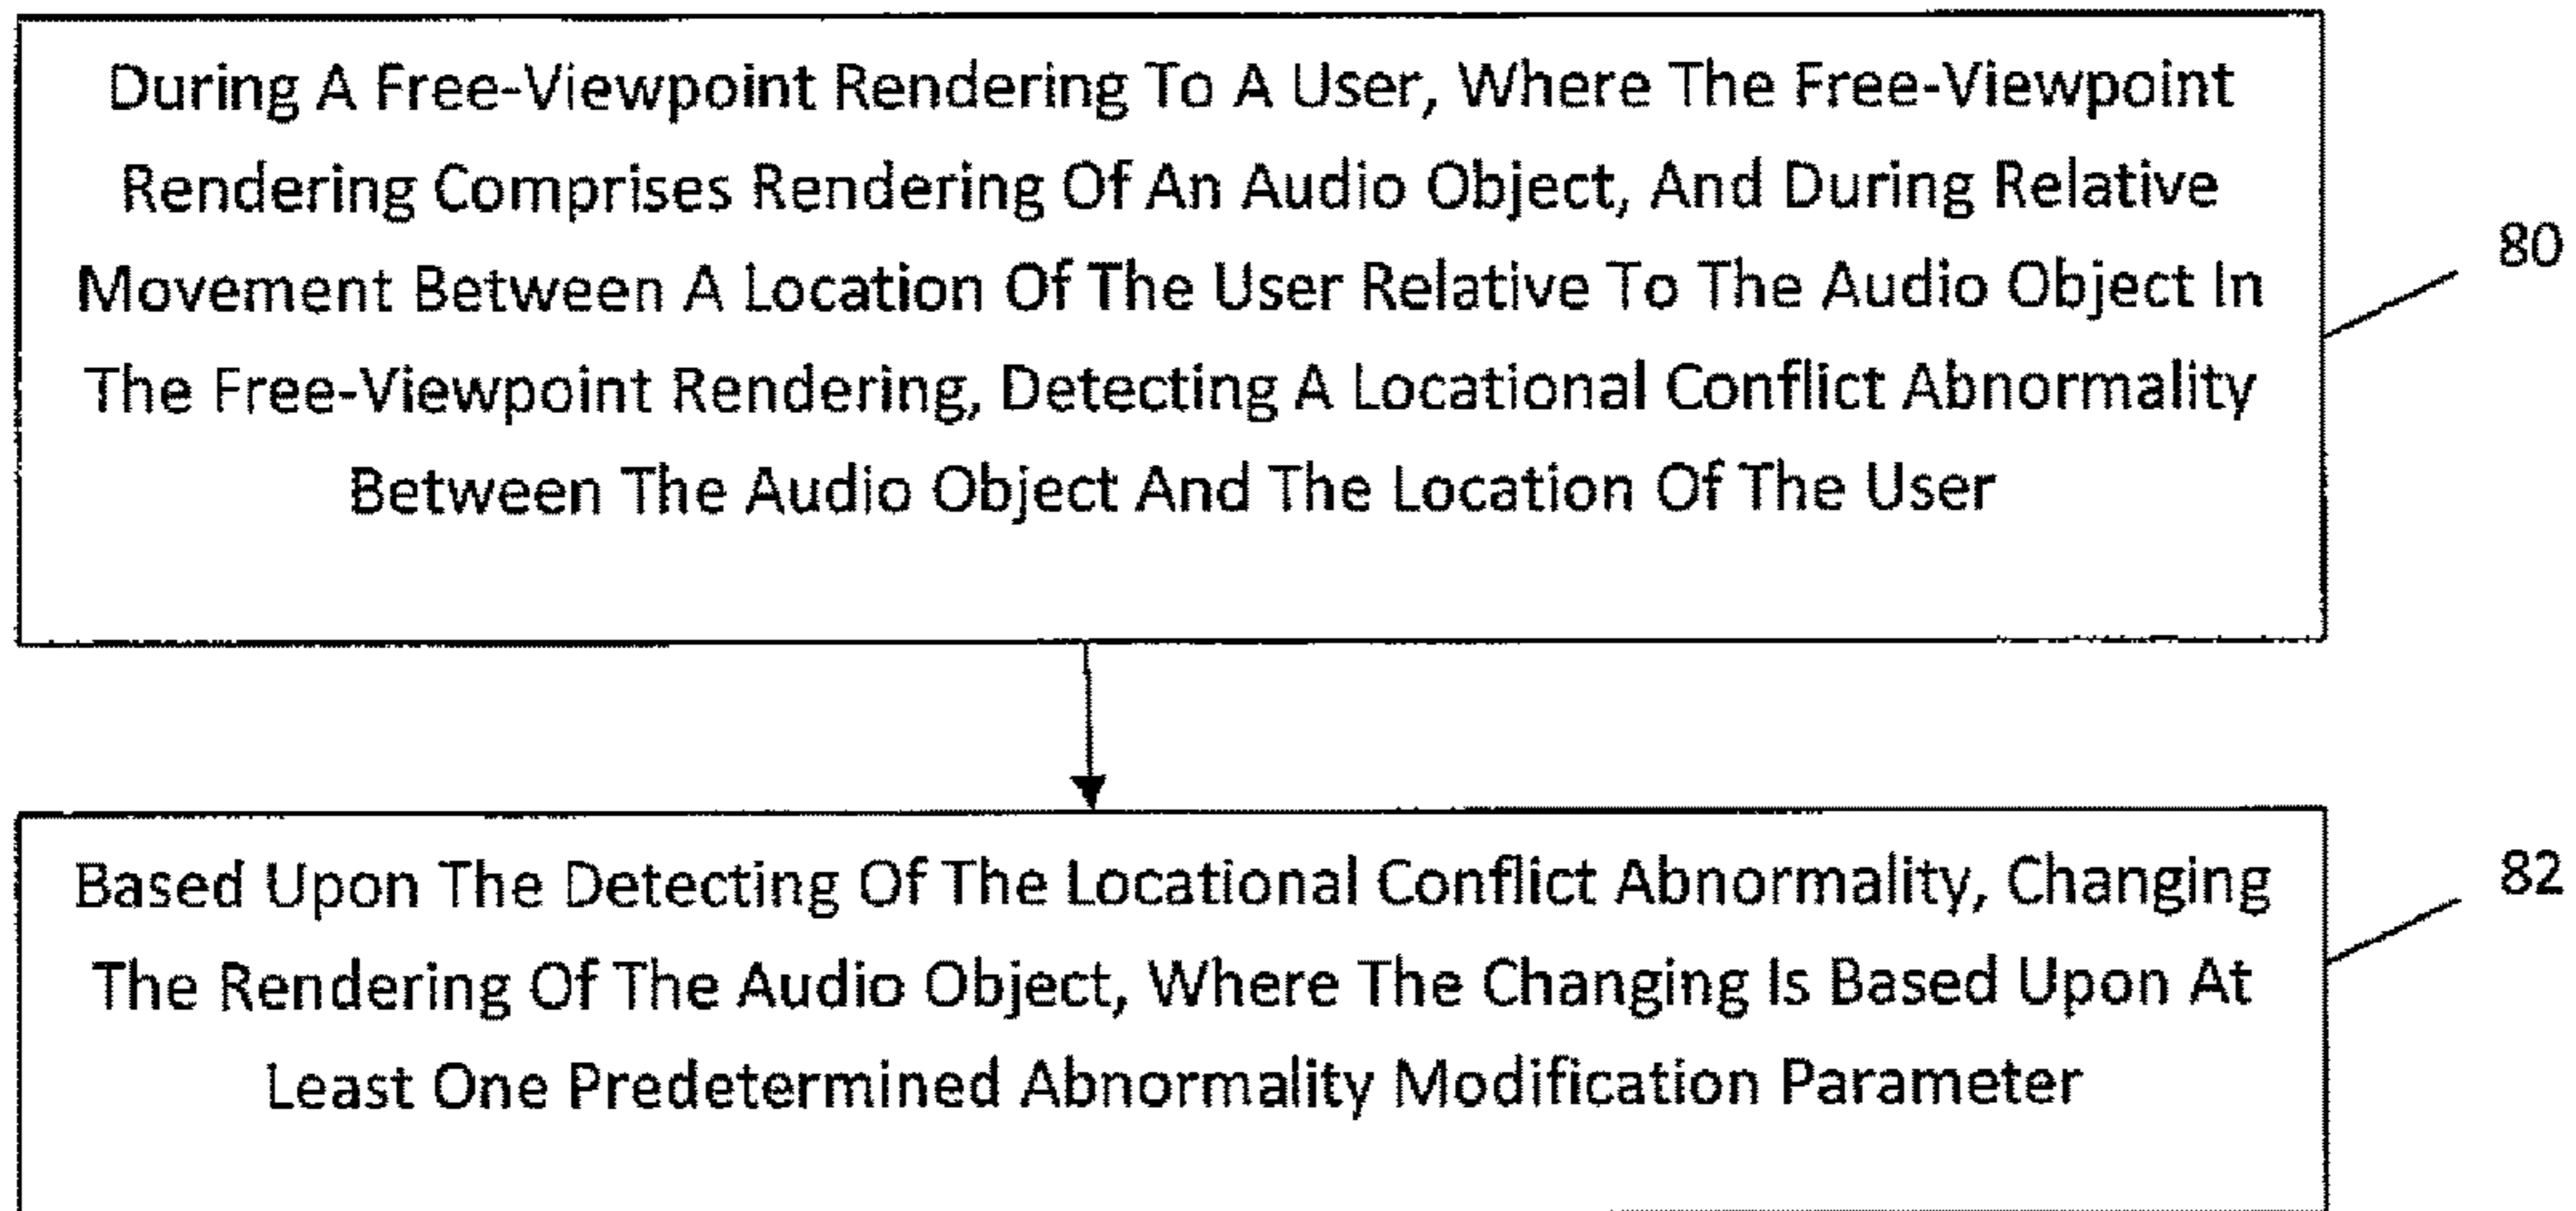 During A Free-Viewpoint Rendering To A User, Where The Free-Viewpoint
Rendering Comprises Rendering Of An Audio Object, And During Relative
Movement Between A Location Of The User Relative To The Audio Object In
The Free-Viewpoint Rendering, Detecting A Locational Conflict Abnormality
Between The Audio Object And The Location Of The User
80
Based Upon The Detecting Of The Locational Conflict Abnormality, Changing
The Rendering Of The Audio Object, Where The Changing Is Based Upon At
Least One Predetermined Abnormality Modification Parameter
82